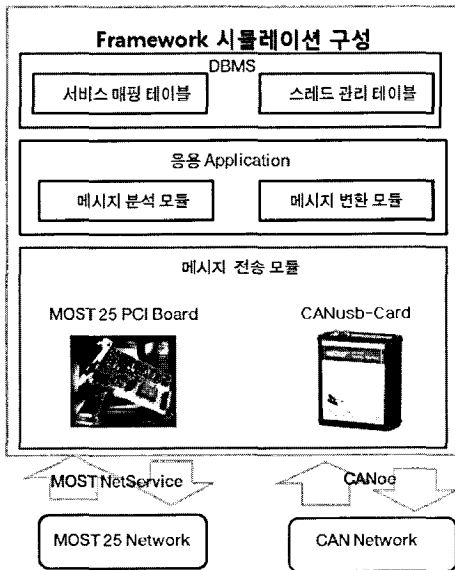 Framework 시뮬레이션 구성
DBMS
서비스 매핑 테이블
스레드 관리 테이블
응용 Application
메시지 분석 모듈
메시지 변환 모듈
메시지 전송 모듈
MOST 25 PCI Board
CANusb-Card
MOST NetService
CANoe
MOST 25 Network
CAN Network